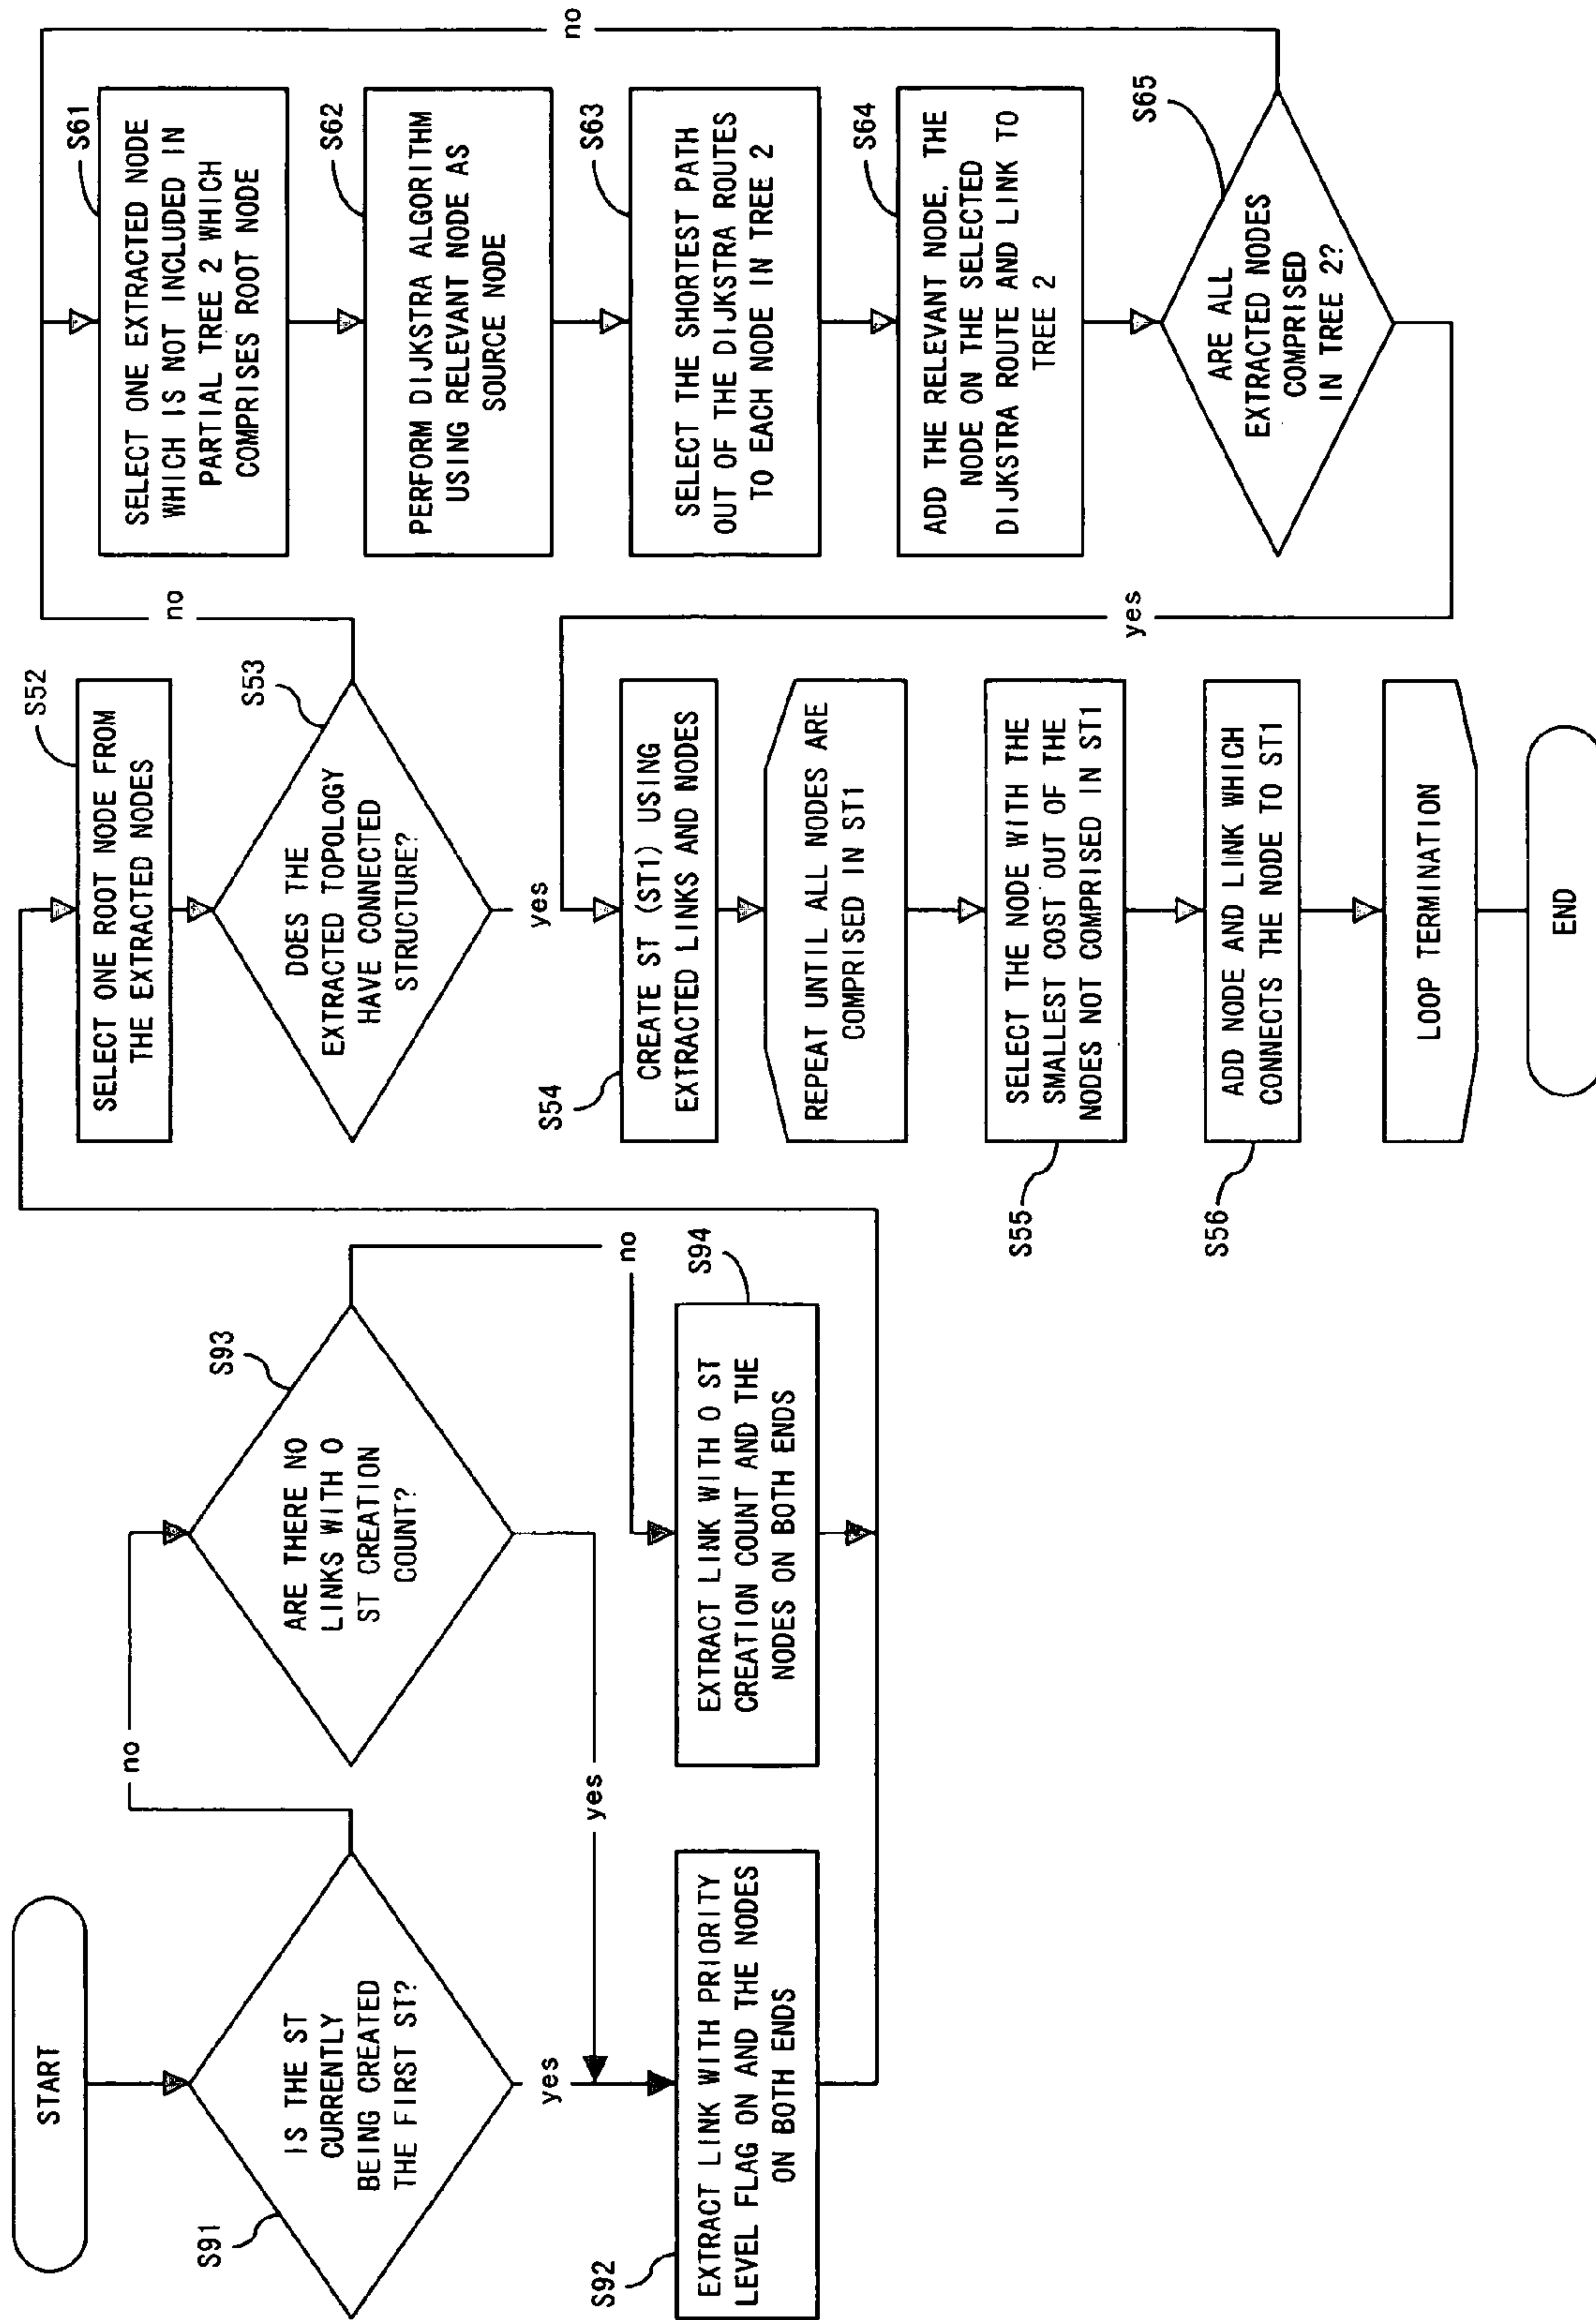 START
S91
IS THE ST
CURRENTLY
BEING CREATED
THE FIRST ST?
no
yes
S92
EXTRACT LINK WITH PRIORITY
LEVEL FLAG ON AND THE NODES
ON BOTH ENDS
S93
ARE THERE NO
LINKS WITH 0
ST CREATION
COUNT?
yes
no
S94
EXTRACT LINK WITH 0 ST
CREATION COUNT AND THE
NODES ON BOTH ENDS
S52
SELECT ONE ROOT NODE FROM
THE EXTRACTED NODES
S53
DOES THE
EXTRACTED TOPOLOGY
HAVE CONNECTED
STRUCTURE?
no
yes
S54
CREATE ST (ST1) USING
EXTRACTED LINKS AND NODES
REPEAT UNTIL ALL NODES ARE
COMPRISED IN ST1
S55
SELECT THE NODE WITH THE
SMALLEST COST OUT OF THE
NODES NOT COMPRISED IN ST1
S56
ADD NODE AND LINK WHICH
CONNECTS THE NODE TO ST1
LOOP TERMINATION
END
S61
SELECT ONE EXTRACTED NODE
WHICH IS NOT INCLUDED IN
PARTIAL TREE 2 WHICH
COMPRISES ROOT NODE
S62
PERFORM DIJKSTRA ALGORITHM
USING RELEVANT NODE AS
SOURCE NODE
S63
SELECT THE SHORTEST PATH
OUT OF THE DIJKSTRA ROUTES
TO EACH NODE IN TREE 2
S64
ADD THE RELEVANT NODE, THE
NODE ON THE SELECTED
DIJKSTRA ROUTE AND LINK TO
TREE 2
S65
ARE ALL
EXTRACTED NODES
COMPRISED
IN TREE 2?
no
yes